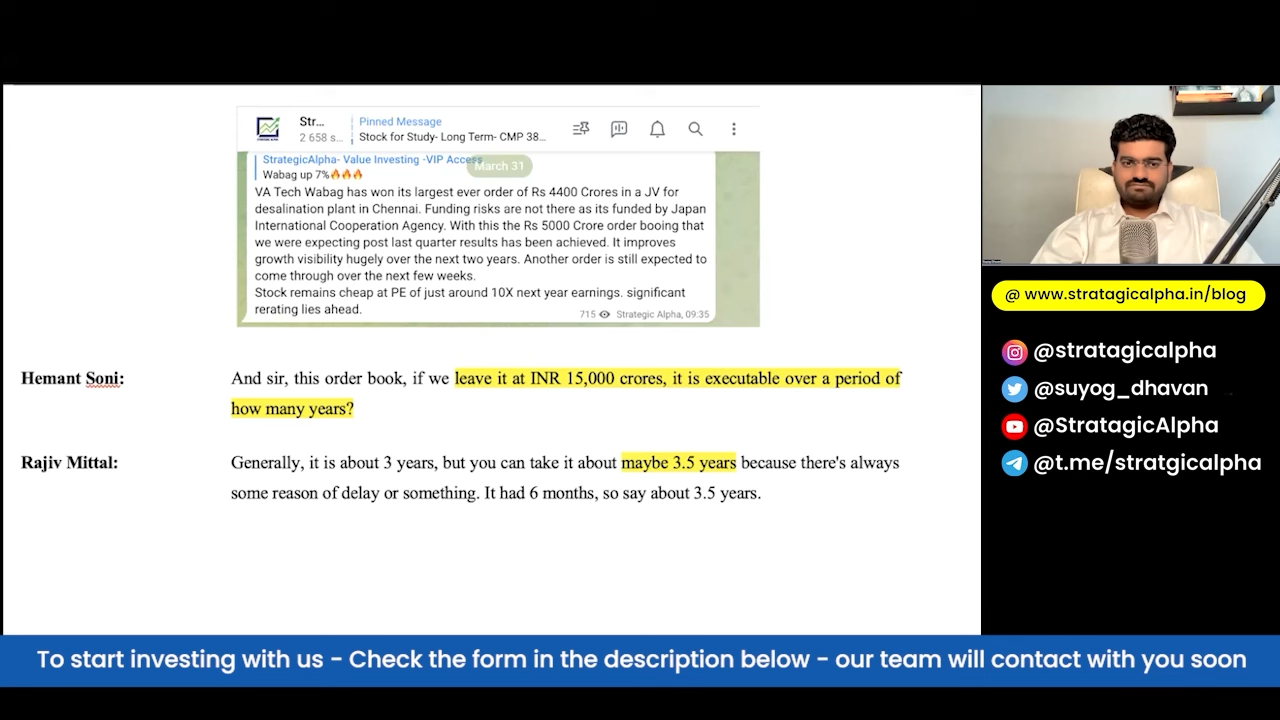 Str...
2 658 s...
Pinned Message
Stock for Study- Long Term- CMP 38...
StrategicAlpha- Value Investing -VIP Access
March 31
Wabag up 7%🔥🔥🔥
VA Tech Wabag has won its largest ever order of Rs 4400 Crores in a JV for
desalination plant in Chennai. Funding risks are not there as its funded by Japan
International Cooperation Agency. With this the Rs 5000 Crore order booing that
we were expecting post last quarter results has been achieved. It improves
growth visibility hugely over the next two years. Another order is still expected to
come through over the next few weeks.
Stock remains cheap at PE of just around 10X next year earnings. significant
rerating lies ahead.
715 Strategic Alpha, 09:35
Hemant Soni: And sir, this order book, if we leave it at INR 15,000 crores, it is executable over a period of
how many years?
Rajiv Mittal: Generally, it is about 3 years, but you can take it about maybe 3.5 years because there's always
some reason of delay or something. It had 6 months, so say about 3.5 years.
@ www.stratagicalpha.in/blog
@stratagicalpha
@suyog_dhavan
@StratagicAlpha
@t.me/stratgicalpha
To start investing with us - Check the form in the description below - our team will contact with you soon